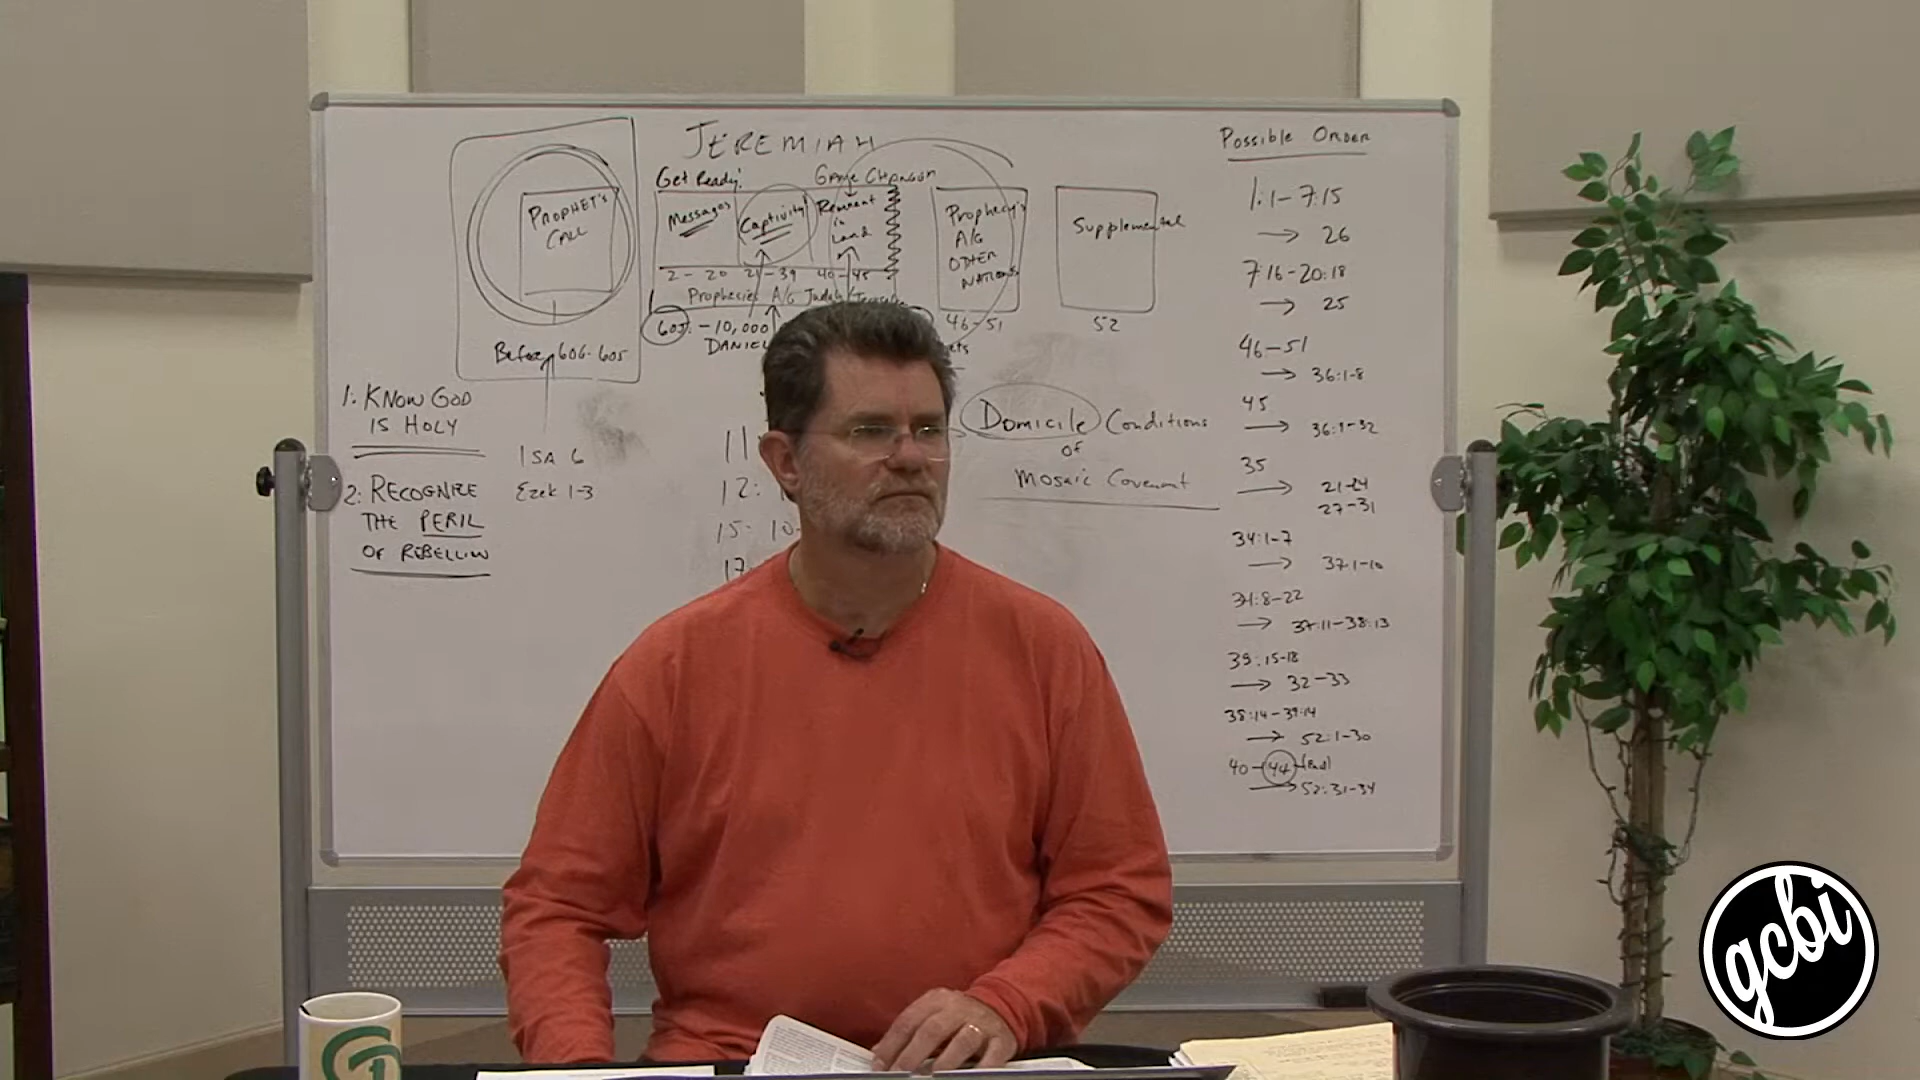 JEREMIAH
PROPHET'S
CALL
Before 606-605
Get Ready!
Game Changer
Messages
Captivity!
Remnant
in
Land
2 - 20 21-39 40-45
Prophecies A/G Judah
605 - 10,000
DANIEL
Prophecy's
A/G
OTHER
NATIONS
46-51
Supplemental
52
1: KNOW GOD
IS HOLY
2: RECOGNIZE
THE PERIL
OF REBELLION
ISA 6
Ezek 1-3
11
12:
15: 10-
17
Domicile Conditions
of
Mosaic Covenant
Possible Order
1:1-7:15
→ 26
7:16-20:18
→ 25
46-51
→ 36:1-8
45
→ 36:1-32
35
→ 21-24
27-31
34:1-7
→ 37:1-10
34:8-22
→ 37:11-38:13
39:15-18
→ 32-33
38:14-39:14
→ 52:1-30
40-44
→ 52:31-34
gcbi